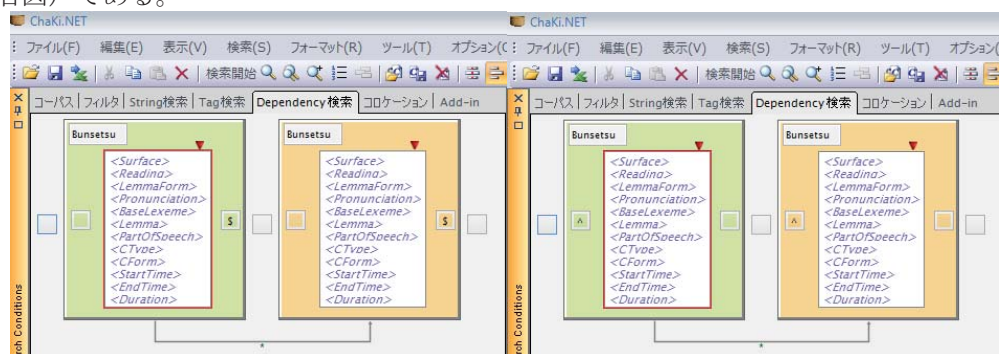 右図）である。
ChaKi.NET
ファイル(F) 編集(E) 表示(V) 検索(S) フォーマット(R) ツール(T) オプション(C
検索開始
コーパス フィルタ String検索 Tag検索 Dependency検索 コロケーション Add-in
Bunsetsu
<Surface>
<Reading>
<LemmaForm>
<Pronunciation>
<BaseLexeme>
<Lemma>
<PartOfSpeech>
<CType>
<CForm>
<StartTime>
<EndTime>
<Duration>
$
Bunsetsu
<Surface>
<Reading>
<LemmaForm>
<Pronunciation>
<BaseLexeme>
<Lemma>
<PartOfSpeech>
<CType>
<CForm>
<StartTime>
<EndTime>
<Duration>
$
*
rch Conditions
ChaKi.NET
ファイル(F) 編集(E) 表示(V) 検索(S) フォーマット(R) ツール(T) オプション
検索開始
コーパス フィルタ String検索 Tag検索 Dependency検索 コロケーション Add-in
Bunsetsu
^
<Surface>
<Reading>
<LemmaForm>
<Pronunciation>
<BaseLexeme>
<Lemma>
<PartOfSpeech>
<CType>
<CForm>
<StartTime>
<EndTime>
<Duration>
Bunsetsu
^
<Surface>
<Reading>
<LemmaForm>
<Pronunciation>
<BaseLexeme>
<Lemma>
<PartOfSpeech>
<CType>
<CForm>
<StartTime>
<EndTime>
<Duration>
*
rch Conditions